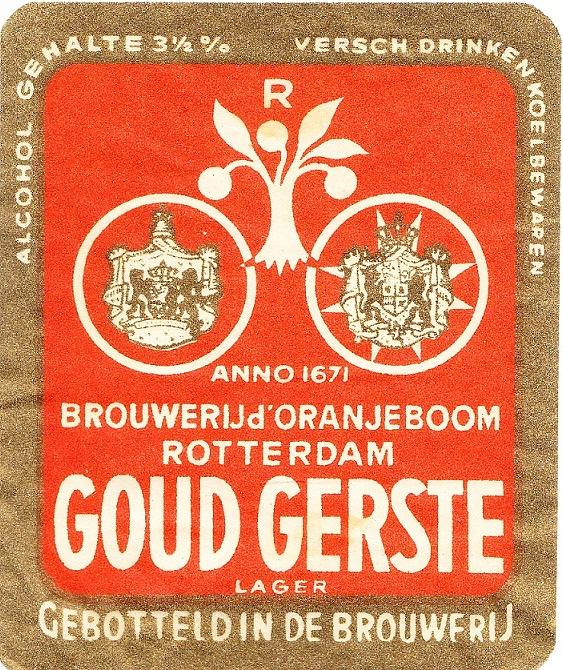 ALCOHOL GEHALTE 3½ %
VERSCH DRINKEN KOELBEWAREN
R
ANNO 1671
BROUWERIJ d'ORANJEBOOM
ROTTERDAM
GOUD GERSTE
LAGER
GEBOTTELD IN DE BROUWERIJ